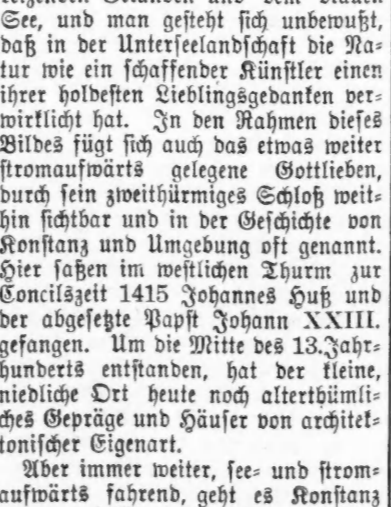 See, und man gesteht sich unbewußt,
daß in der Unterseelandschaft die Na-
tur wie ein schaffender Künstler einen
ihrer holdesten Lieblingsgedanken ver-
wirklicht hat. In den Rahmen dieses
Bildes fügt sich auch das etwas weiter
stromaufwärts gelegene Gottlieben,
durch sein zweithürmiges Schloß weit-
hin sichtbar und in der Geschichte von
Konstanz und Umgebung oft genannt.
Hier saßen im westlichen Thurm zur
Concilszeit 1415 Johannes Huß und
der abgesetzte Papst Johann XXIII.
gefangen. Um die Mitte des 13.Jahr-
hunderts entstanden, hat der kleine,
niedliche Ort heute noch alterthümli-
ches Gepräge und Häuser von architek-
tonischer Eigenart.
Aber immer weiter, see- und strom-
aufwärts fahrend, geht es Konstanz